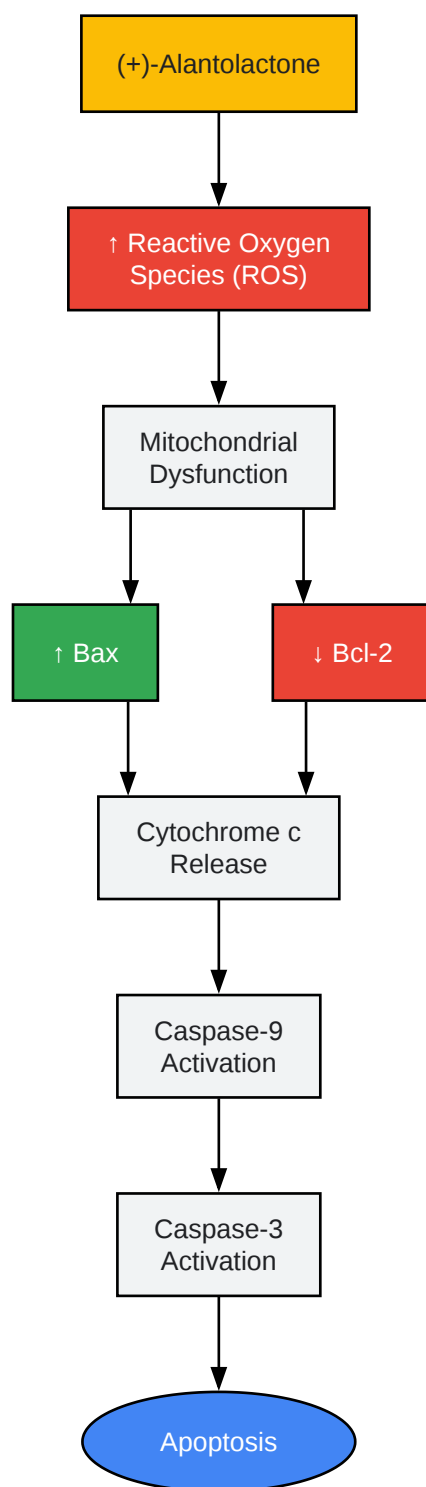 (+)-Alantolactone
↑ Reactive Oxygen
Species (ROS)
Mitochondrial
Dysfunction
↑ Bax
↓ Bcl-2
Cytochrome c
Release
Caspase-9
Activation
Caspase-3
Activation
Apoptosis